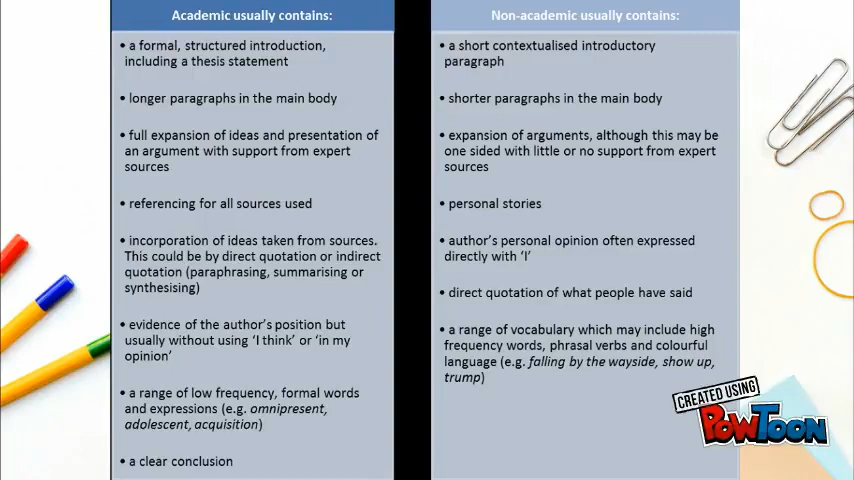 Academic usually contains:
• a formal, structured introduction,
including a thesis statement
• longer paragraphs in the main body
• full expansion of ideas and presentation of
an argument with support from expert
sources
• referencing for all sources used
• incorporation of ideas taken from sources.
This could be by direct quotation or indirect
quotation (paraphrasing, summarising or
synthesising)
• evidence of the author’s position but
usually without using ‘I think’ or ‘in my
opinion’
• a range of low frequency, formal words
and expressions (e.g. omnipresent,
adolescent, acquisition)
• a clear conclusion
Non-academic usually contains:
• a short contextualised introductory
paragraph
• shorter paragraphs in the main body
• expansion of arguments, although this may be
one sided with little or no support from expert
sources
• personal stories
• author’s personal opinion often expressed
directly with ‘I’
• direct quotation of what people have said
• a range of vocabulary which may include high
frequency words, phrasal verbs and colourful
language (e.g. falling by the wayside, show up,
trump)
CREATED USING
POWTOON